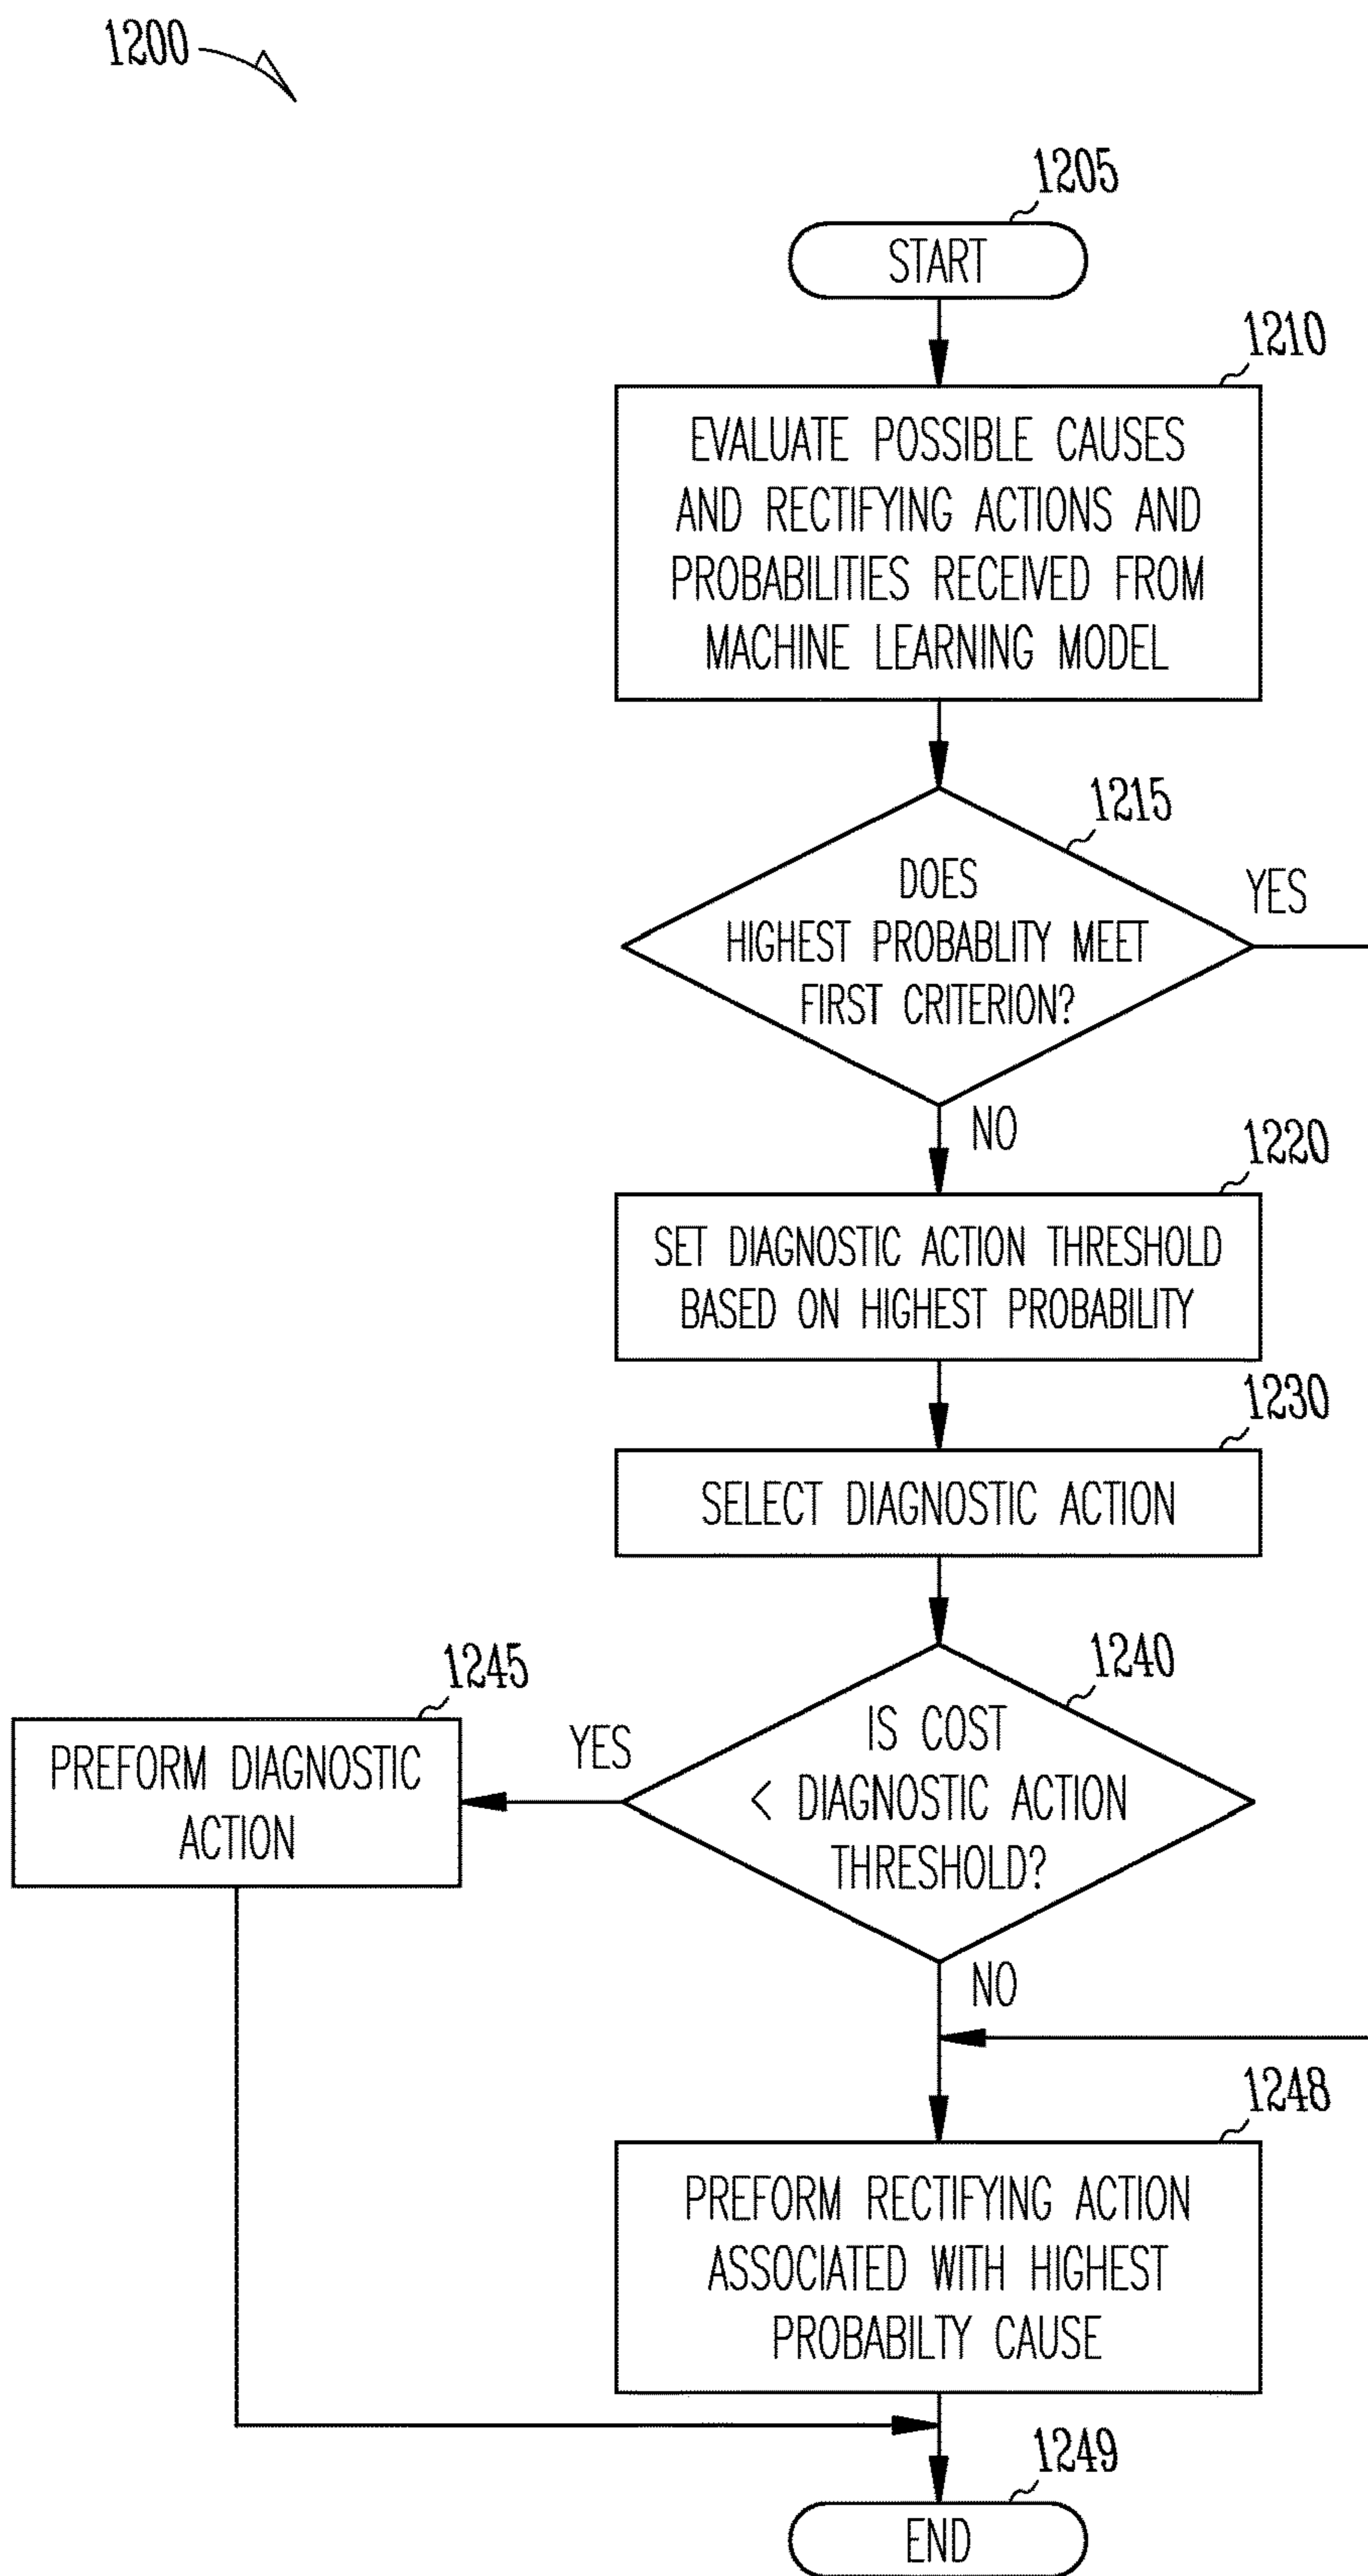 1200
1205
START
1210
EVALUATE POSSIBLE CAUSES
AND RECTIFYING ACTIONS AND
PROBABILITIES RECEIVED FROM
MACHINE LEARNING MODEL
1215
DOES
HIGHEST PROBABLITY MEET
FIRST CRITERION?
YES
NO
1220
SET DIAGNOSTIC ACTION THRESHOLD
BASED ON HIGHEST PROBABILITY
1230
SELECT DIAGNOSTIC ACTION
1240
IS COST
< DIAGNOSTIC ACTION
THRESHOLD?
YES
1245
PREFORM DIAGNOSTIC
ACTION
NO
1248
PREFORM RECTIFYING ACTION
ASSOCIATED WITH HIGHEST
PROBABILTY CAUSE
1249
END